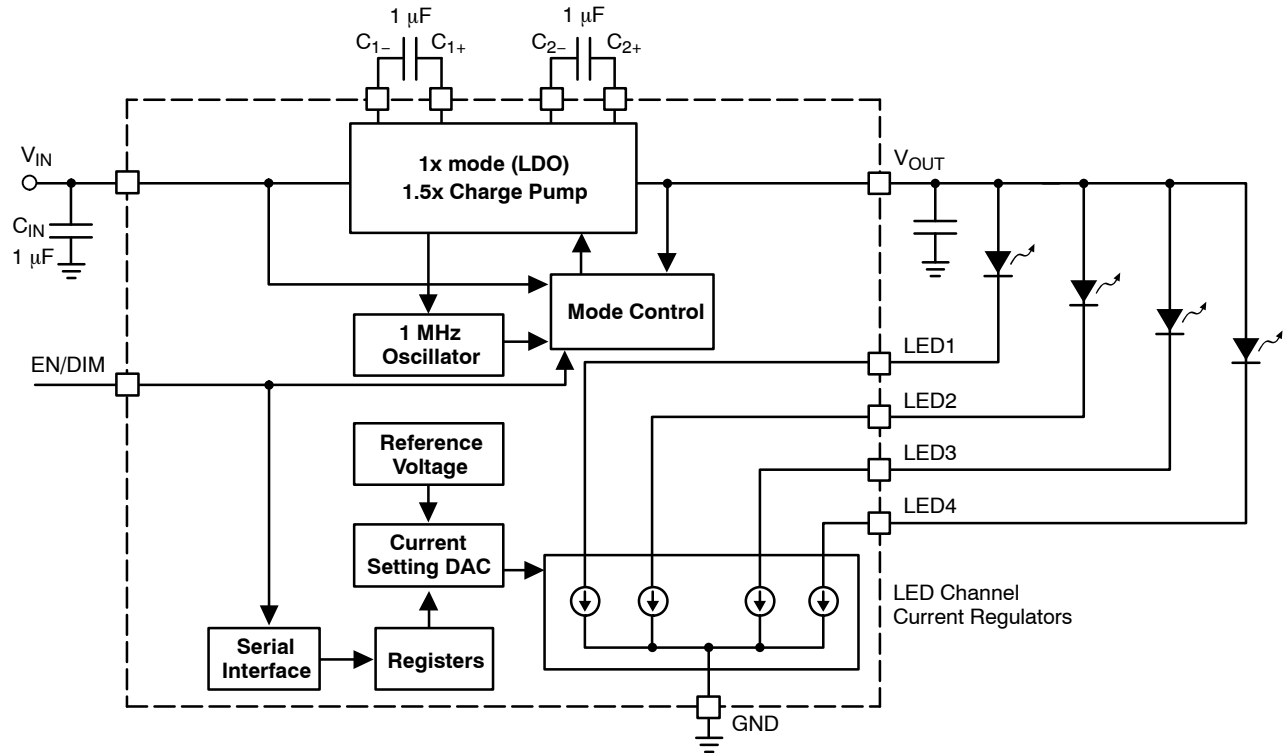 1 μF
1 μF
C1−
C1+
C2−
C2+
VIN
1x mode (LDO)
1.5x Charge Pump
VOUT
CIN
1 μF
Mode Control
1 MHz
Oscillator
LED1
EN/DIM
LED2
Reference
Voltage
LED3
LED4
Current
Setting DAC
LED Channel
Current Regulators
Serial
Interface
Registers
GND